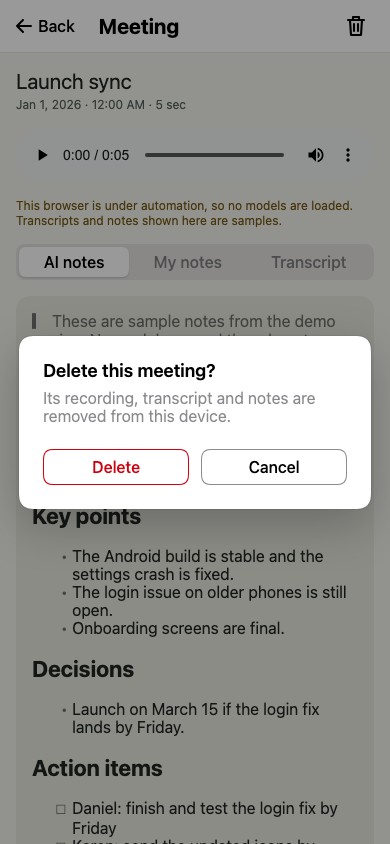 Back
Meeting
Launch sync
Jan 1, 2026 · 12:00 AM · 5 sec
0:00 / 0:05
This browser is under automation, so no models are loaded.
Transcripts and notes shown here are samples.
AI notes
My notes
Transcript
These are sample notes from the demo
Delete this meeting?
Its recording, transcript and notes are
removed from this device.
Delete
Cancel
Key points
• The Android build is stable and the
settings crash is fixed.
• The login issue on older phones is still
open.
• Onboarding screens are final.
Decisions
• Launch on March 15 if the login fix
lands by Friday.
Action items
☐ Daniel: finish and test the login fix by
Friday